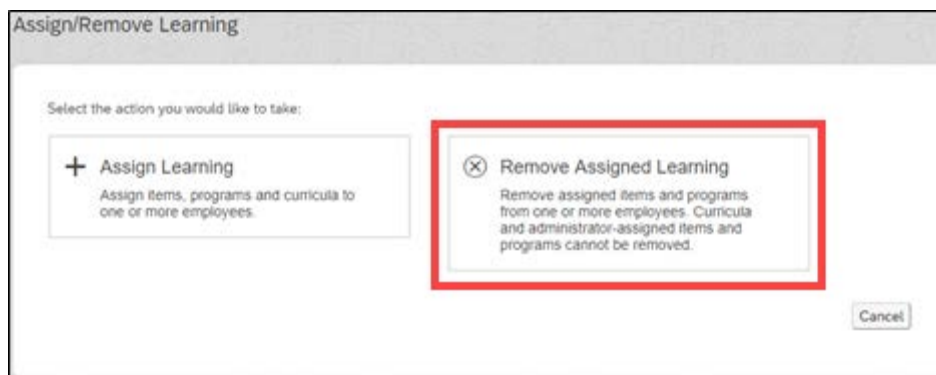 Assign/Remove Learning
Select the action you would like to take:
Assign Learning
Assign items, programs and curricula to
one or more employees.
Remove Assigned Learning
Remove assigned items and programs
from one or more employees. Curricula
and administrator-assigned items and
programs cannot be removed.
Cancel